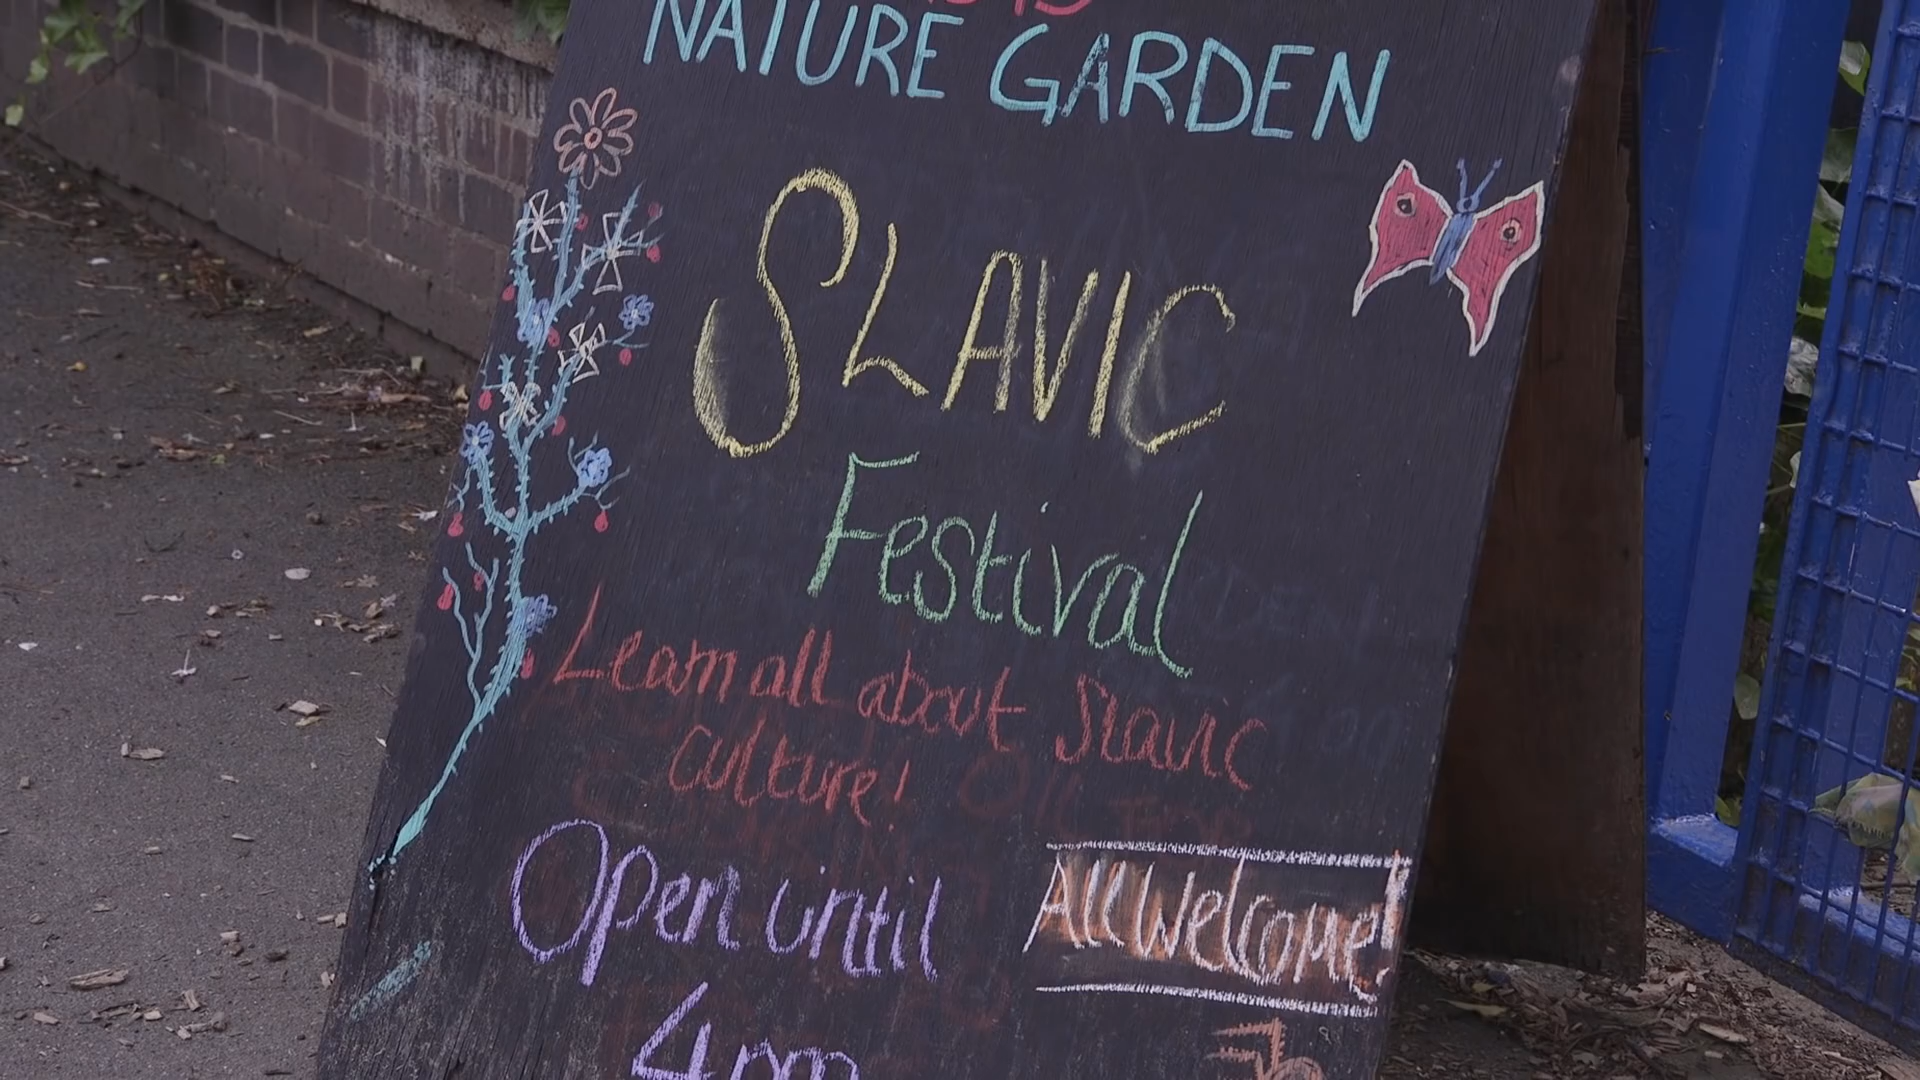 NATURE GARDEN
SLAVIC
Festival
Learn all about Slavic
culture!
Open until
4pm
All Welcome!